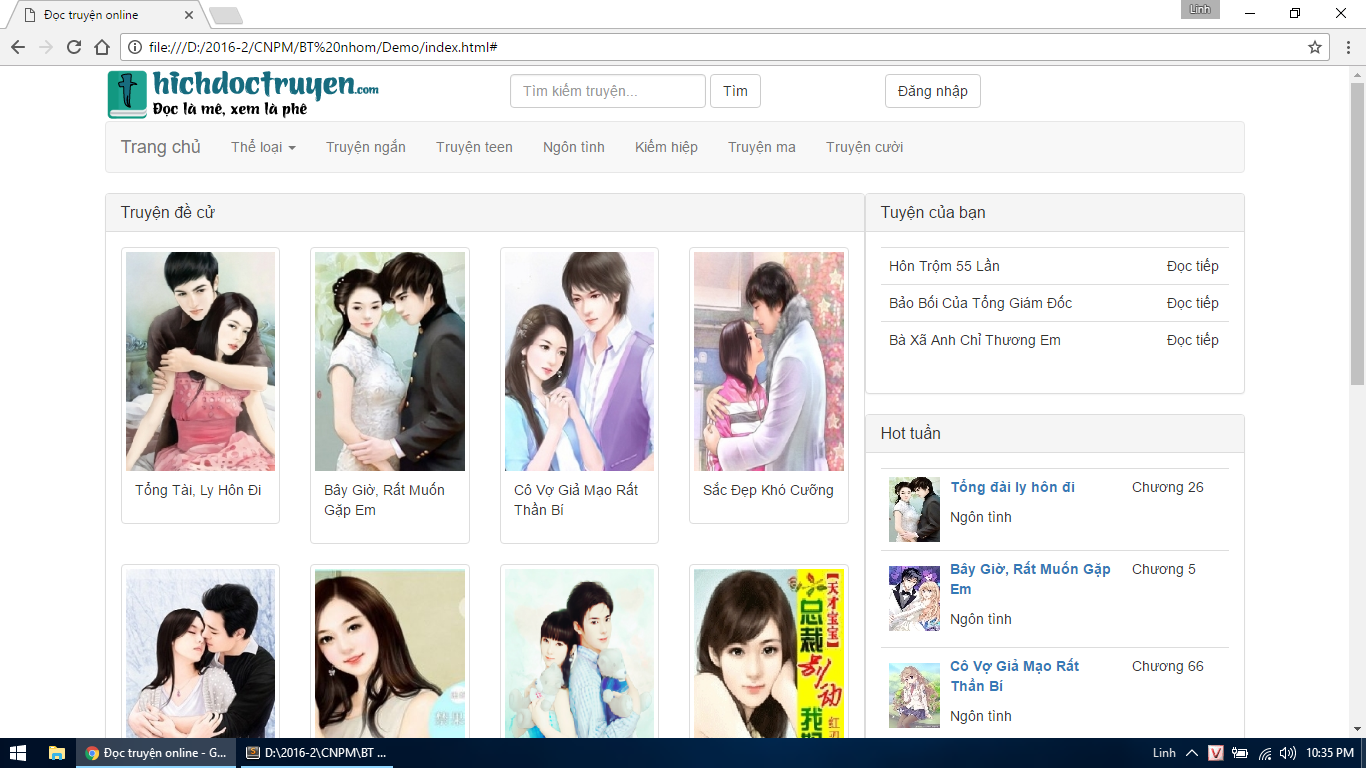 Đọc truyện online
Linh
file:///D:/2016-2/CNPM/BT%20nhom/Demo/index.html#
hichdoctruyen.com
Đọc là mê, xem là phê
Tìm kiếm truyện...
Tìm
Đăng nhập
Trang chủ
Thể loại
Truyện ngắn
Truyện teen
Ngôn tình
Kiếm hiệp
Truyện ma
Truyện cười
Truyện đề cử
Tổng Tài, Ly Hôn Đi
Bây Giờ, Rất Muốn
Gặp Em
Cô Vợ Giả Mạo Rất
Thần Bí
Sắc Đẹp Khó Cưỡng
【天才宝宝】
总裁
别动
我
红
Tuyện của bạn
Hôn Trộm 55 Lần
Đọc tiếp
Bảo Bối Của Tổng Giám Đốc
Đọc tiếp
Bà Xã Anh Chỉ Thương Em
Đọc tiếp
Hot tuần
Tổng đài ly hôn đi
Chương 26
Ngôn tình
Bây Giờ, Rất Muốn Gặp
Em
Chương 5
Ngôn tình
Cô Vợ Giả Mạo Rất
Thần Bí
Chương 66
Ngôn tình
Đọc truyện online - G...
D:\2016-2\CNPM\BT ...
Linh
10:35 PM